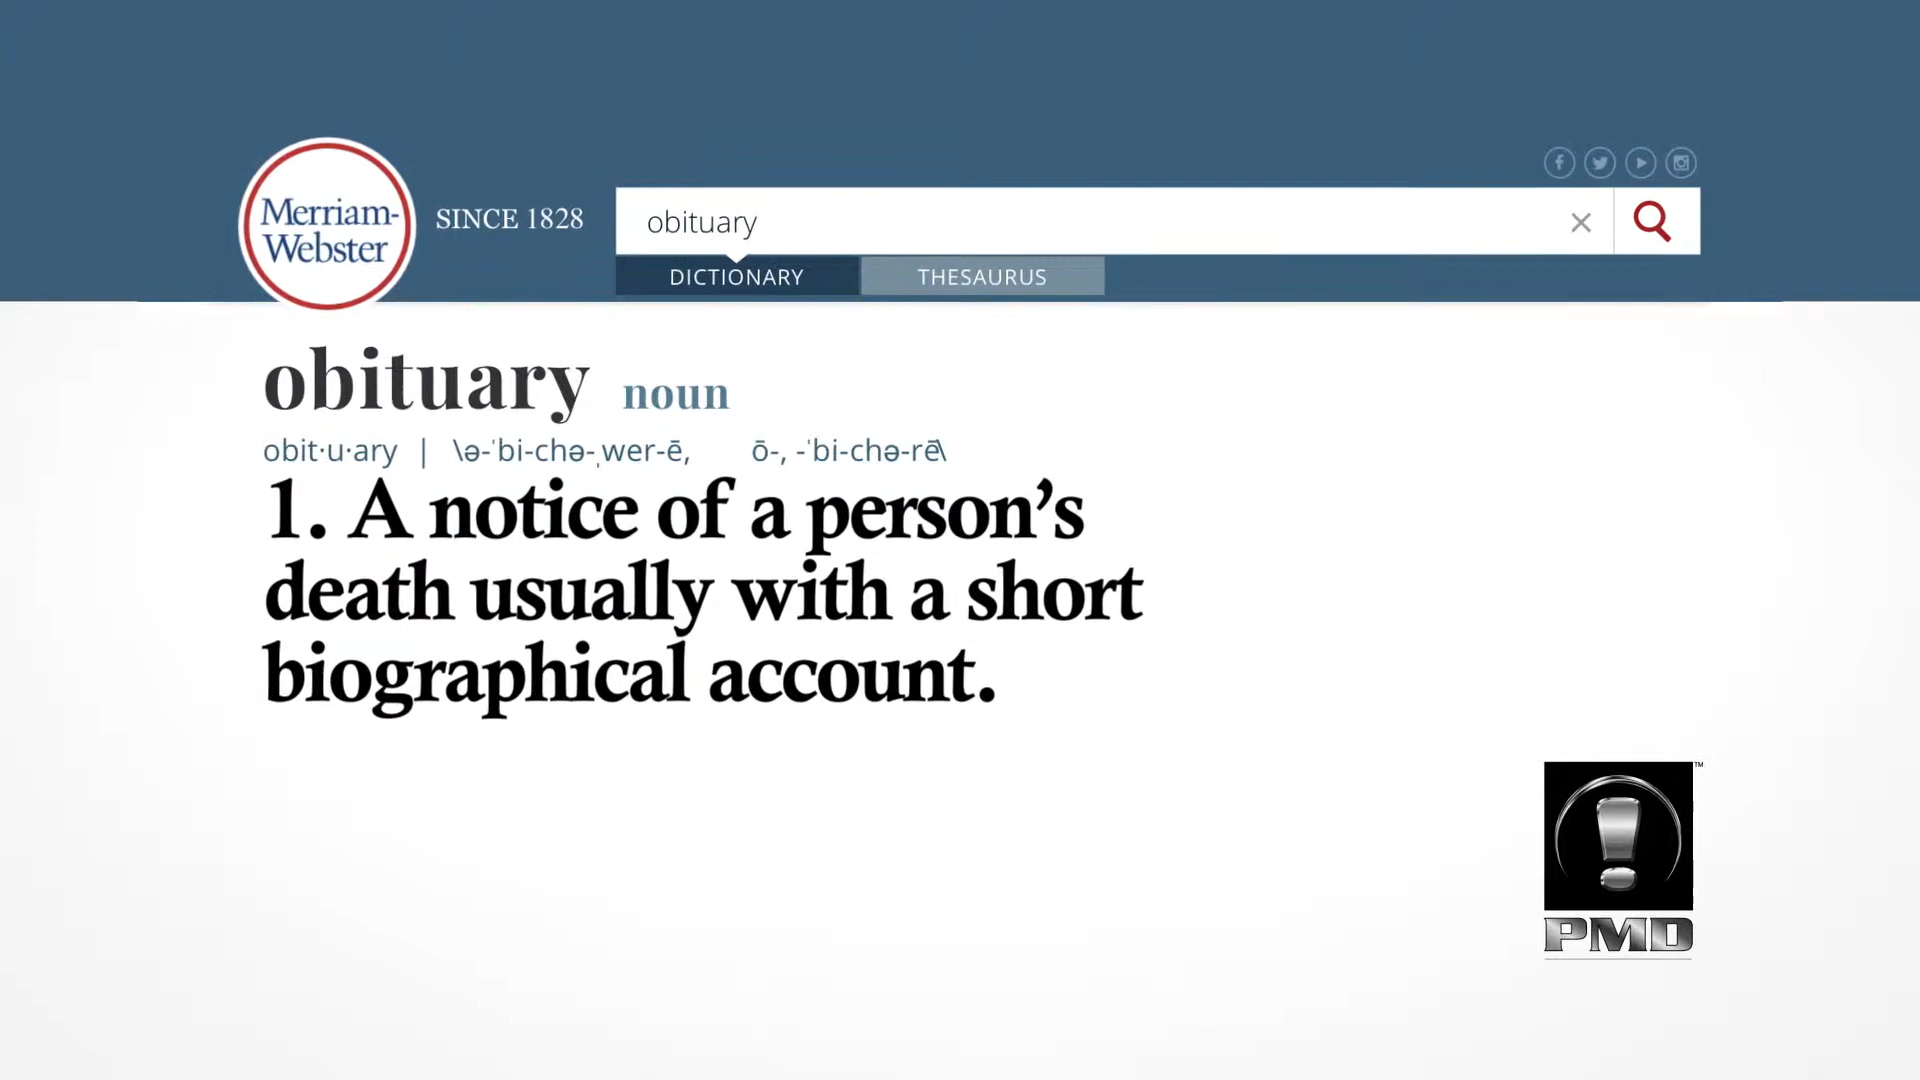 Merriam-
Webster
SINCE 1828
obituary
DICTIONARY
THESAURUS
obituary noun
obit·u·ary | \ə-ˈbi-chə-ˌwer-ē, ō-, -ˈbi-chə-rē\
1. A notice of a person’s
death usually with a short
biographical account.
TM
PMD